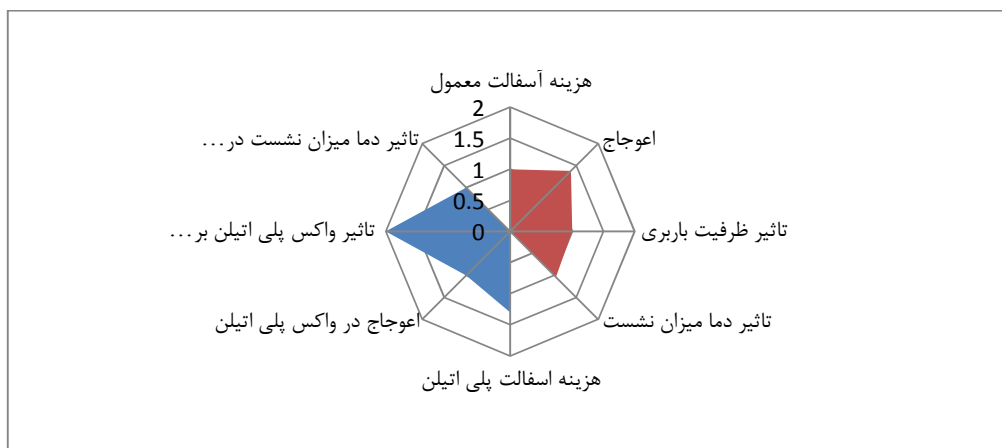 هزینه آسفالت معمول
2
تاثیر دما میزان نشست در...
1.5
اعوجاج
1
0.5
تاثیر واکس پلی اتیلن بر...
0
تاثیر ظرفیت باربری
اعوجاج در واکس پلی اتیلن
تاثیر دما میزان نشست
هزینه اسفالت پلی اتیلن